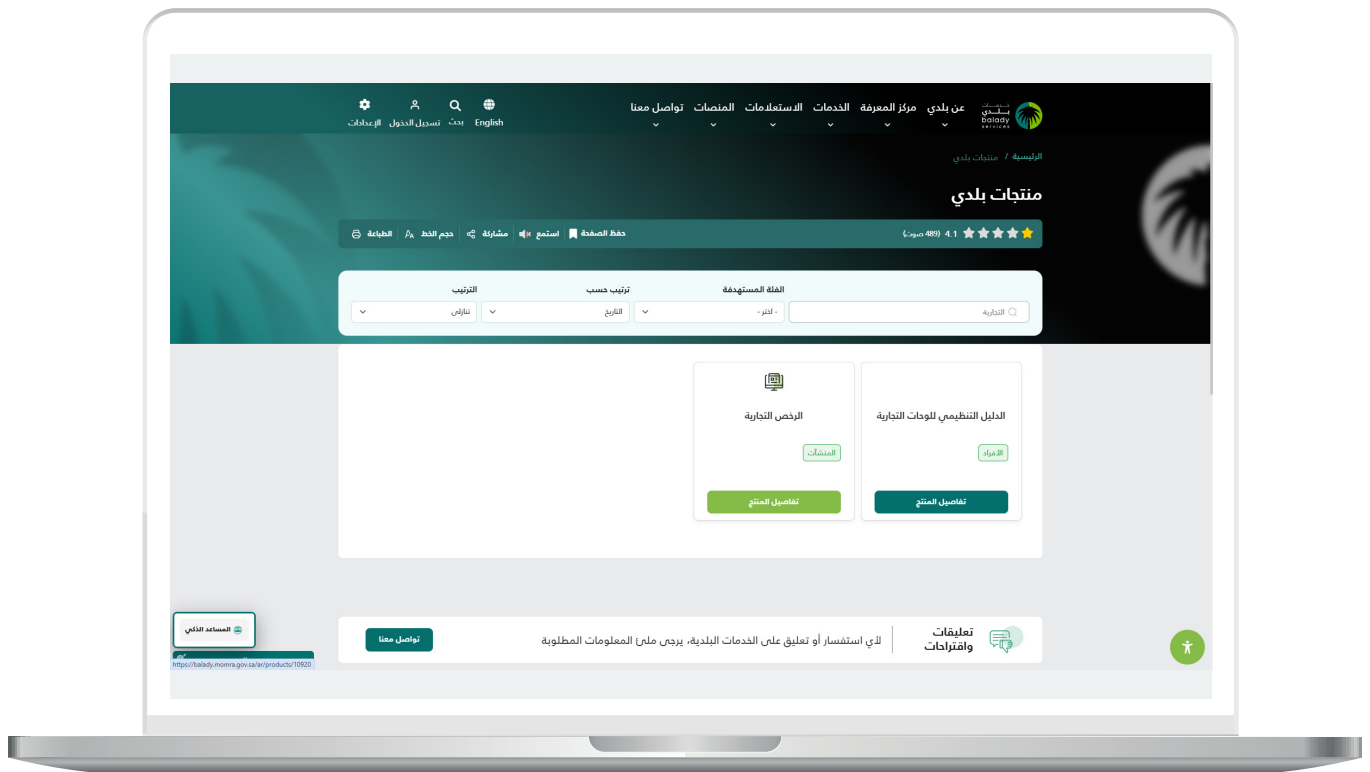 خدمات
بلدي
balady
services
عن بلدي
مركز المعرفة
الخدمات
الاستعلامات
المنصات
تواصل معنا
English
بحث
تسجيل الدخول
الإعدادات
الرئيسية / منتجات بلدي
منتجات بلدي
4.1 (489 صوت)
حفظ الصفحة
استمع
مشاركة
حجم الخط
الطباعة
الفئة المستهدفة
ترتيب حسب
الترتيب
التجارية
- اختر -
التاريخ
تنازلي
الدليل التنظيمي للوحات التجارية
الأفراد
تفاصيل المنتج
الرخص التجارية
المنشآت
تفاصيل المنتج
تعليقات
واقتراحات
لأي استفسار أو تعليق على الخدمات البلدية، يرجى ملئ المعلومات المطلوبة
تواصل معنا
المساعد الذكي
https://balady.momra.gov.sa/ar/products/10920